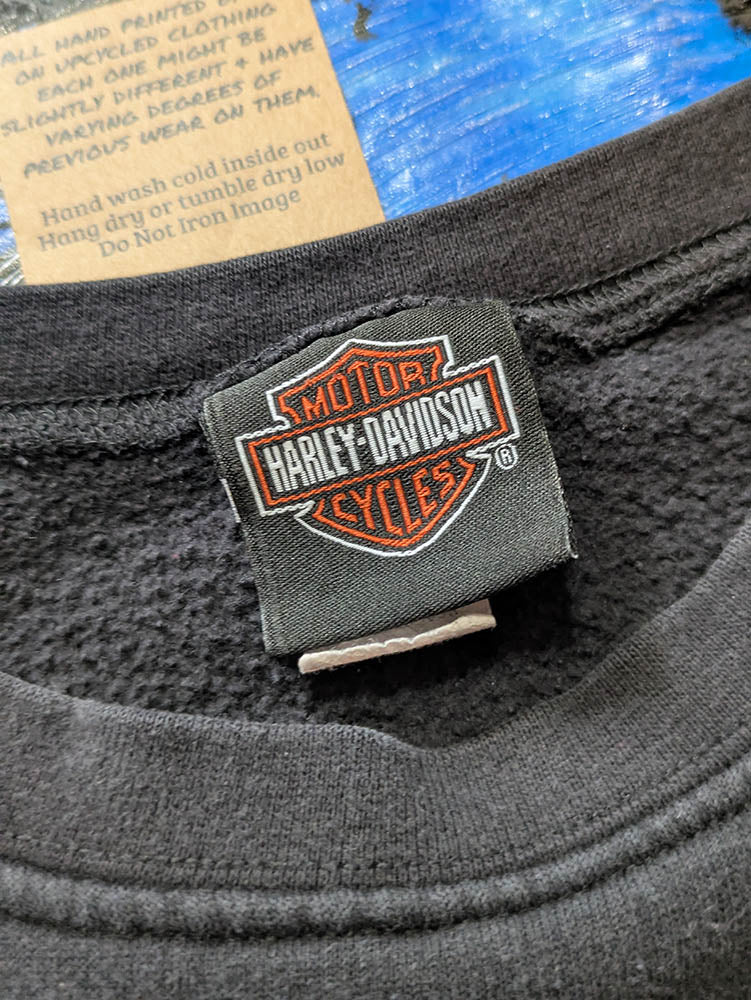 ALL HAND PRINTED
ON UPCYCLED CLOTHING
EACH ONE MIGHT BE
SLIGHTLY DIFFERENT + HAVE
VARYING DEGREES OF
PREVIOUS WEAR ON THEM.
Hand wash cold inside out
Hang dry or tumble dry low
Do Not Iron Image
MOTOR
HARLEY-DAVIDSON
®
CYCLES